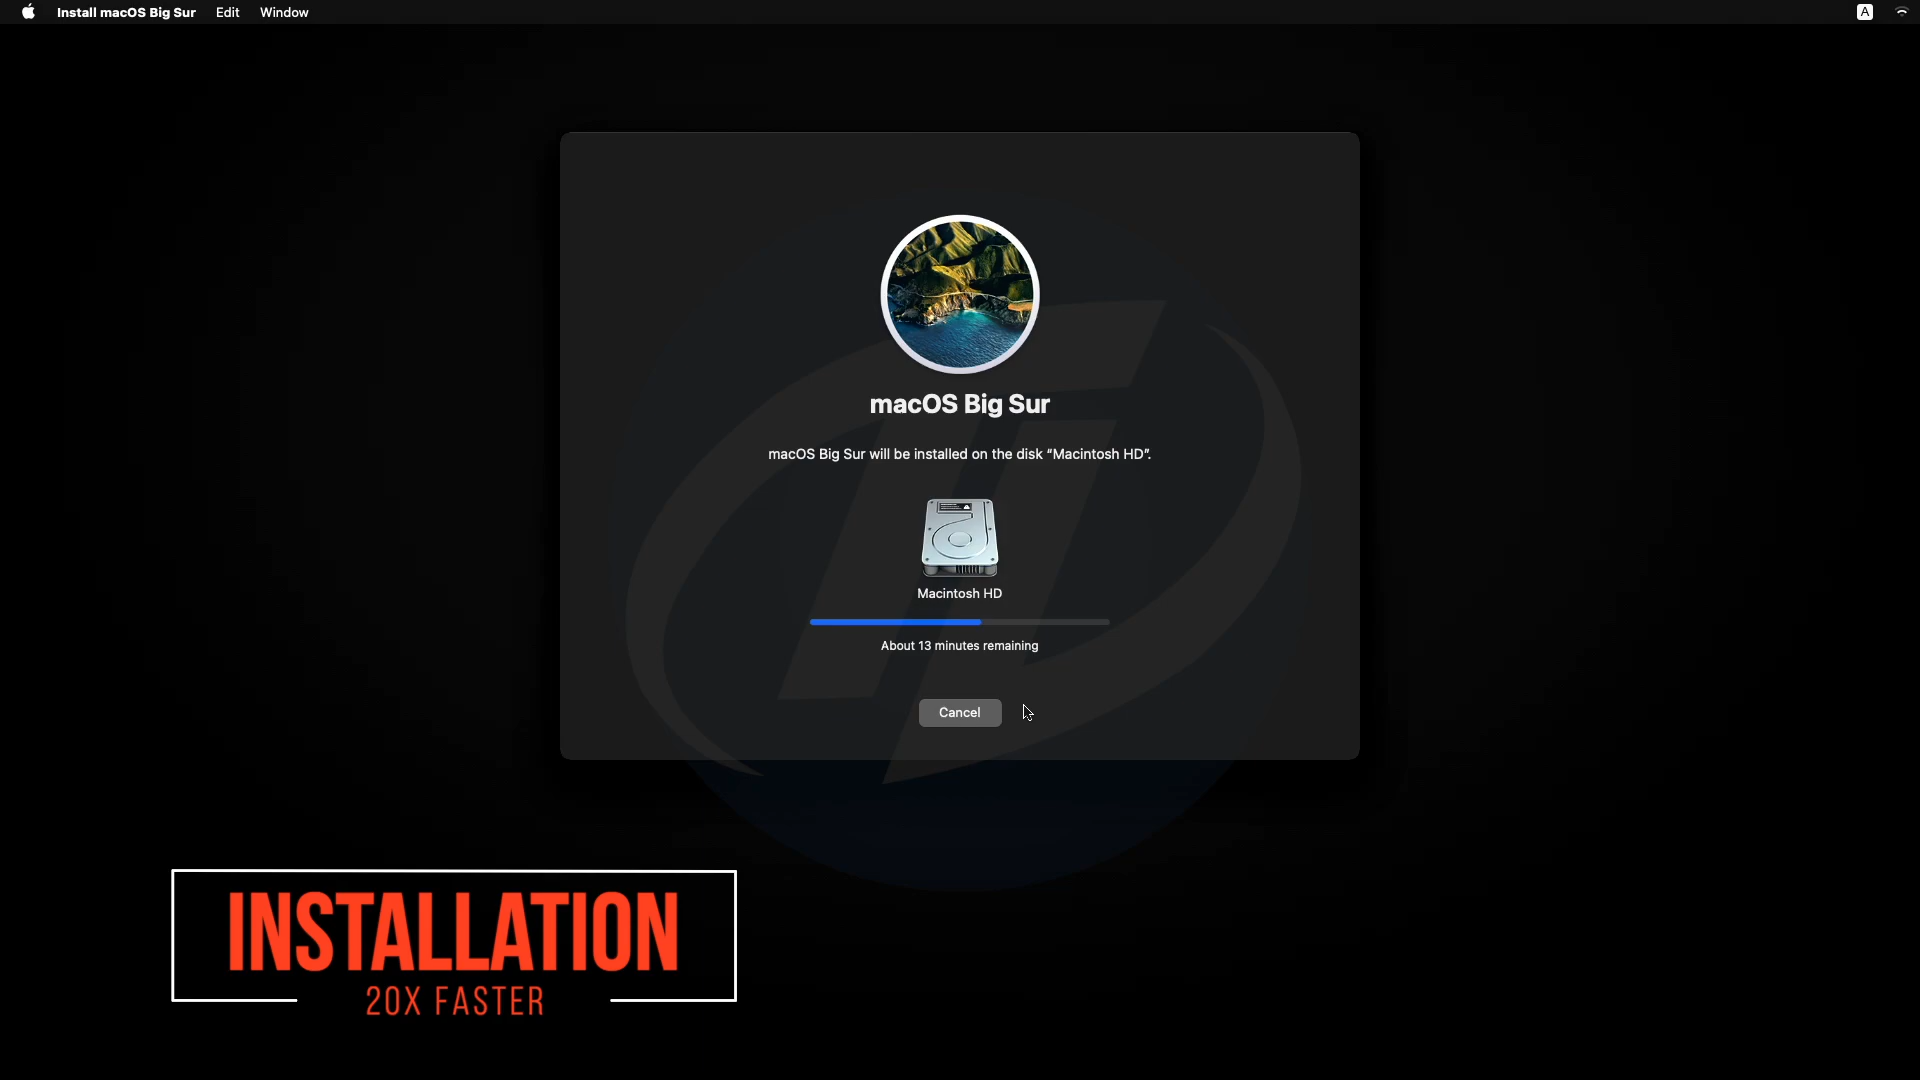 Install macOS Big Sur Edit Window A
macOS Big Sur
macOS Big Sur will be installed on the disk “Macintosh HD”.
Macintosh HD
About 13 minutes remaining
Cancel
INSTALLATION
20X FASTER